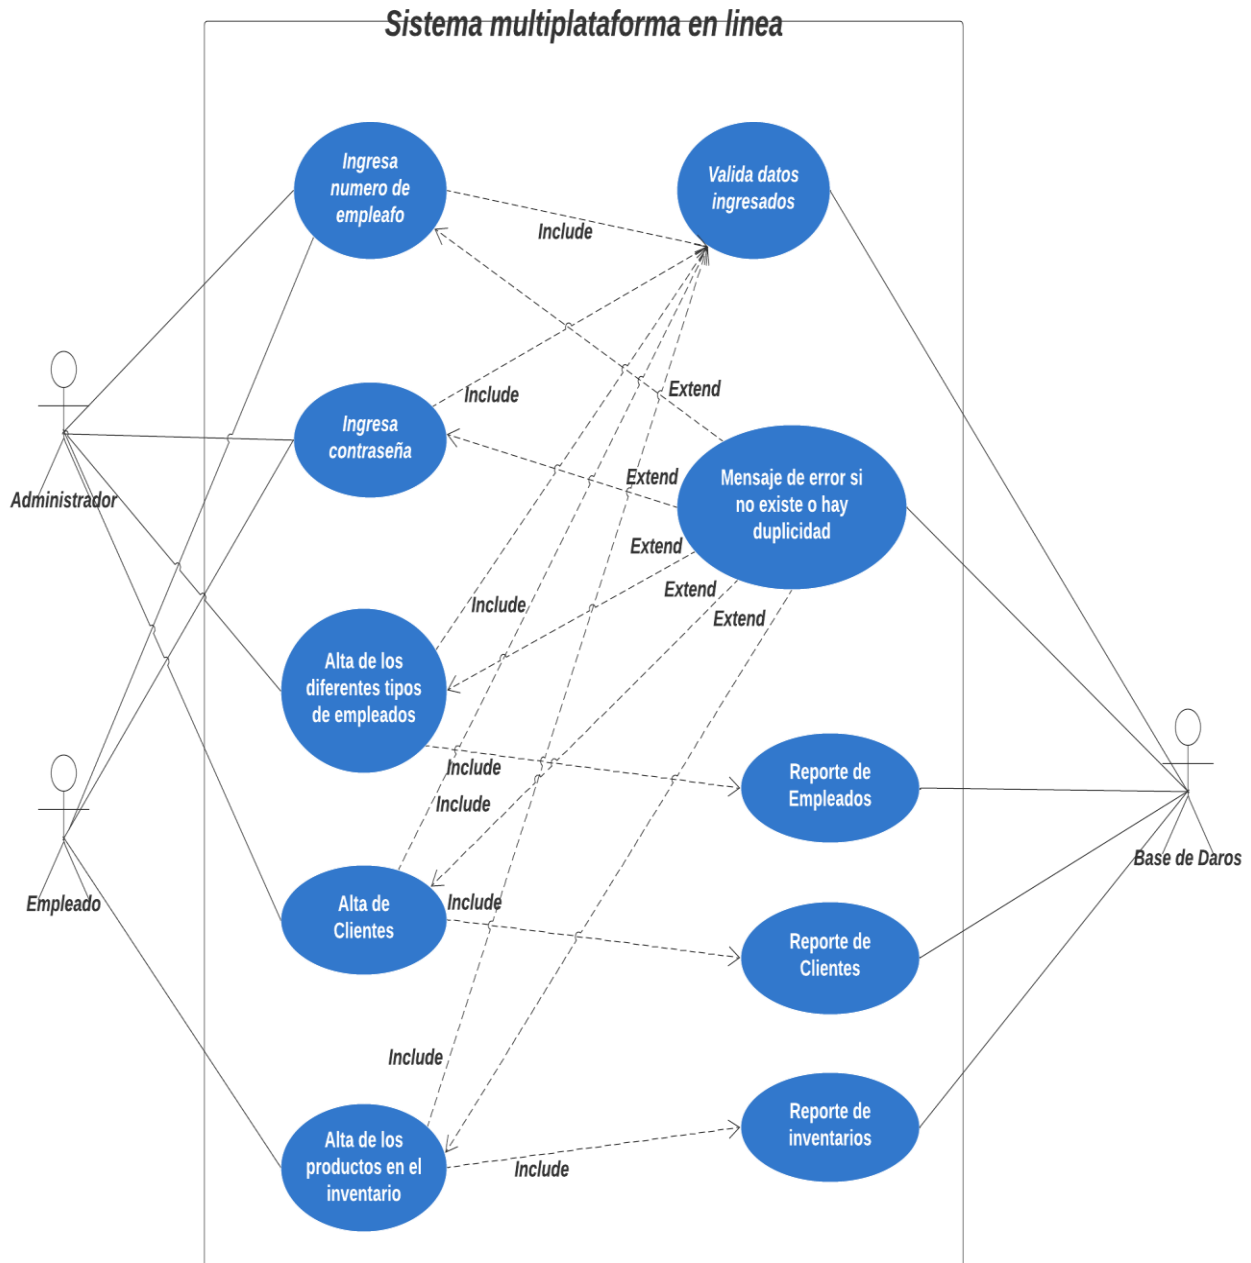 Sistema multiplataforma en linea
Ingresa
numero de
empleafo
Valida datos
ingresados
Include
Extend
Include
Ingresa
contraseña
Extend
Mensaje de error si
no existe o hay
duplicidad
Administrador
Extend
Extend
Include
Extend
Alta de los
diferentes tipos
de empleados
Include
Reporte de
Empleados
Include
Base de Daros
Empleado
Include
Alta de
Clientes
Reporte de
Clientes
Include
Alta de los
productos en el
inventario
Reporte de
inventarios
Include